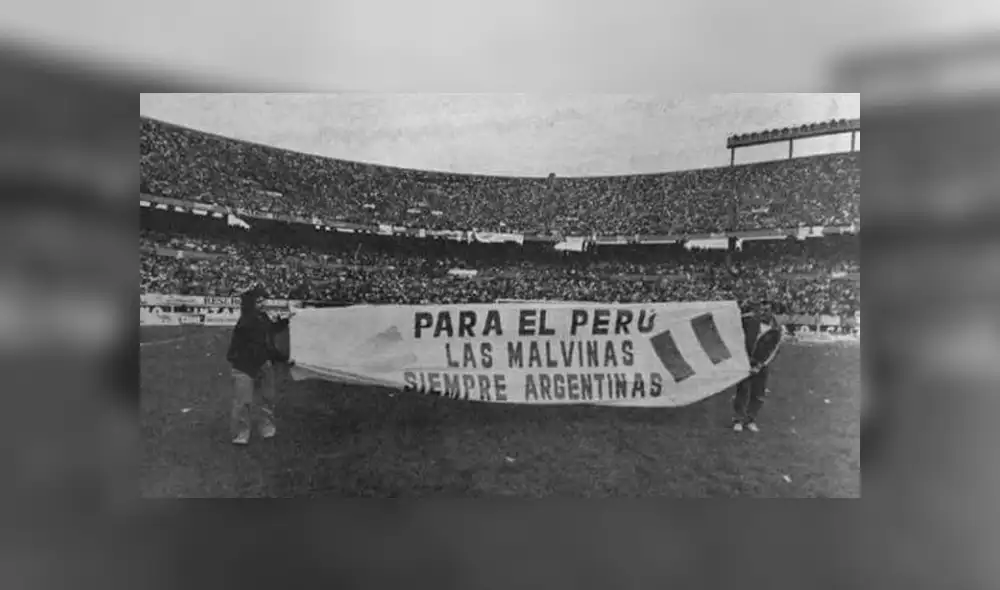 PARA EL PERÚ
LAS MALVINAS
SIEMPRE ARGENTINAS